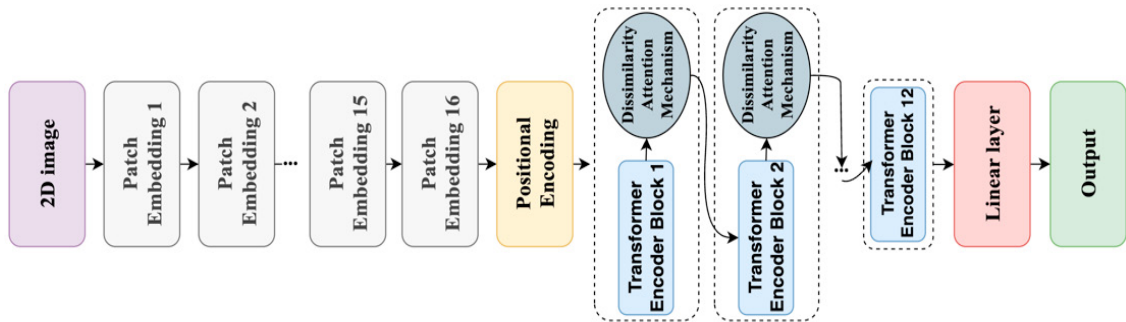 2D image
Patch
Embedding 1
Patch
Embedding 2
...
Patch
Embedding 15
Patch
Embedding 16
Positional
Encoding
Dissimilarity
Attention
Mechanism
Transformer
Encoder Block 1
Dissimilarity
Attention
Mechanism
Transformer
Encoder Block 2
...
Transformer
Encoder Block 12
Linear layer
Output